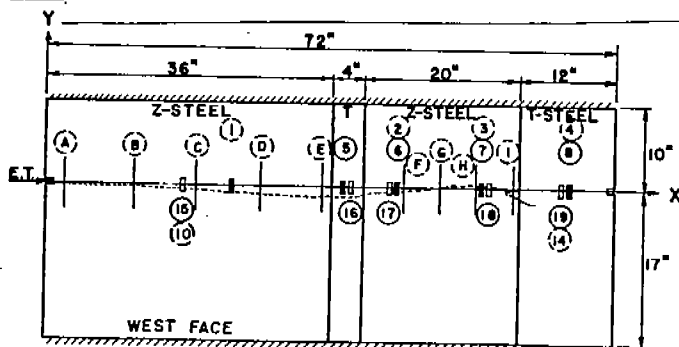 Y
72"
36" 4" 20" 12"
Z-STEEL T Z-STEEL T-STEEL
1 2 3 4
A B C D E 5 6 F G H 7 I 8
10"
E.T. X
15 16 17 18 19
10 14
17"
WEST FACE